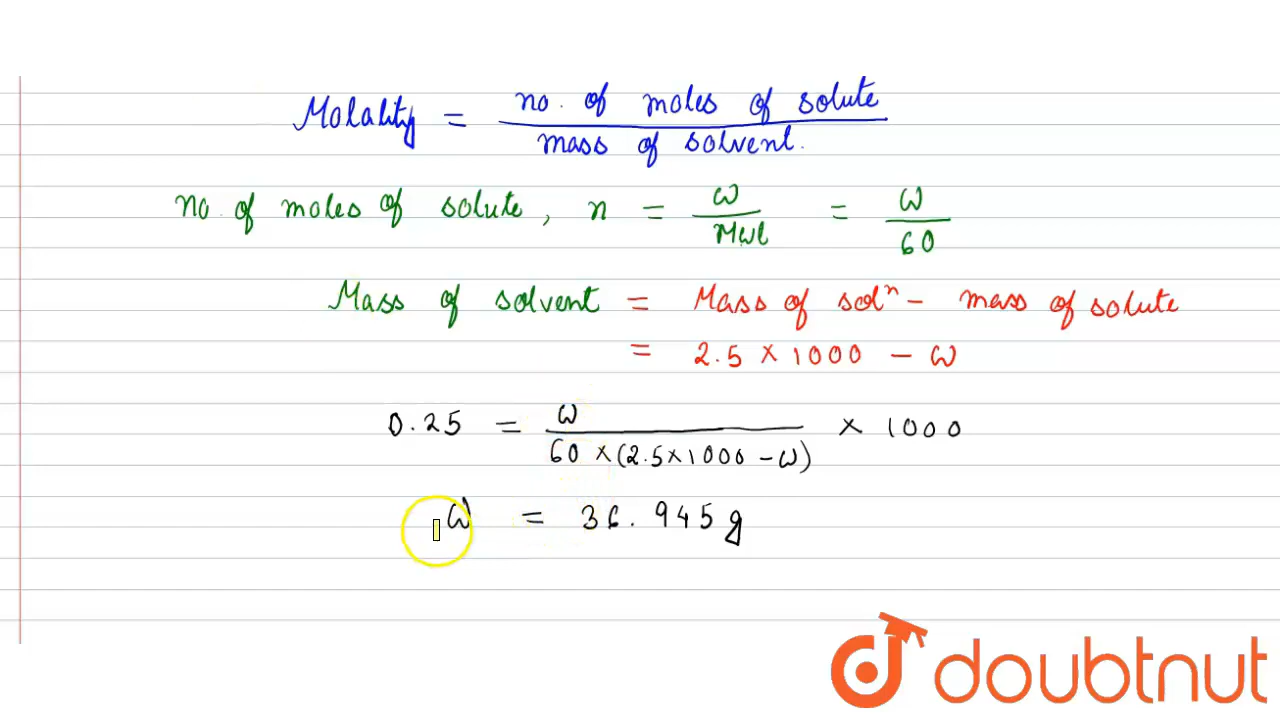 Molality = no. of moles of solute / mass of solvent.
no. of moles of solute, n = W / Mwt = W / 60
Mass of solvent = Mass of solⁿ - mass of solute
= 2.5 × 1000 - W
0.25 = W / 60 × (2.5×1000 - W) × 1000
W = 36.945 g
doubtnut